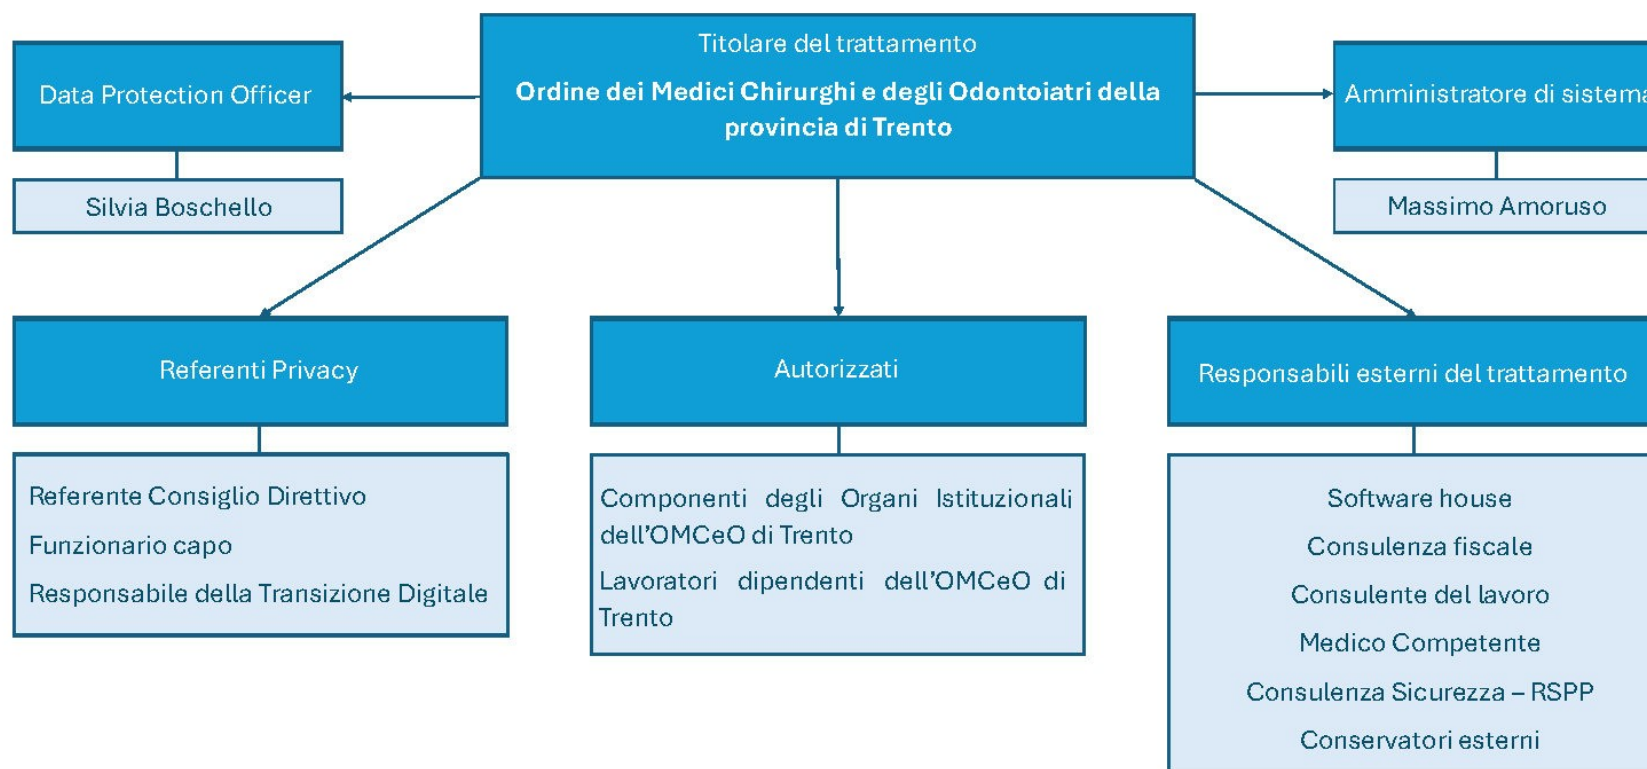 Titolare del trattamento
Ordine dei Medici Chirurghi e degli Odontoiatri della
provincia di Trento
Data Protection Officer
Silvia Boschello
Amministratore di sistema
Massimo Amoruso
Referenti Privacy
Referente Consiglio Direttivo
Funzionario capo
Responsabile della Transizione Digitale
Autorizzati
Componenti degli Organi Istituzionali
dell'OMCeO di Trento
Lavoratori dipendenti dell'OMCeO di
Trento
Responsabili esterni del trattamento
Software house
Consulenza fiscale
Consulente del lavoro
Medico Competente
Consulenza Sicurezza – RSPP
Conservatori esterni